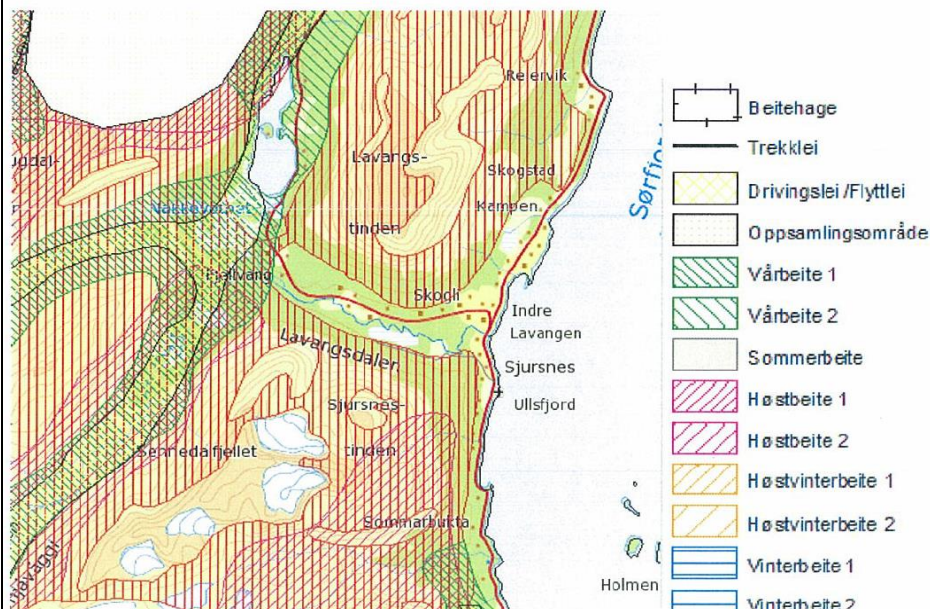 Reiervik
Lavangs-
Skogstad
Kampen.
tinden
Nakkevatnet
Fjellvang
Skogli
Indre
Lavangen
Lavangsdalen
Sjursnes
Ullsfjord
Sjursnes-
tinden
Sennedafjellet
Sommarbukta
Holmen
Beitehage
Trekklei
Drivingslei/Flyttlei
Oppsamlingsområde
Vårbeite 1
Vårbeite 2
Sommerbeite
Høstbeite 1
Høstbeite 2
Høstvinterbeite 1
Høstvinterbeite 2
Vinterbeite 1
Vinterbeite 2